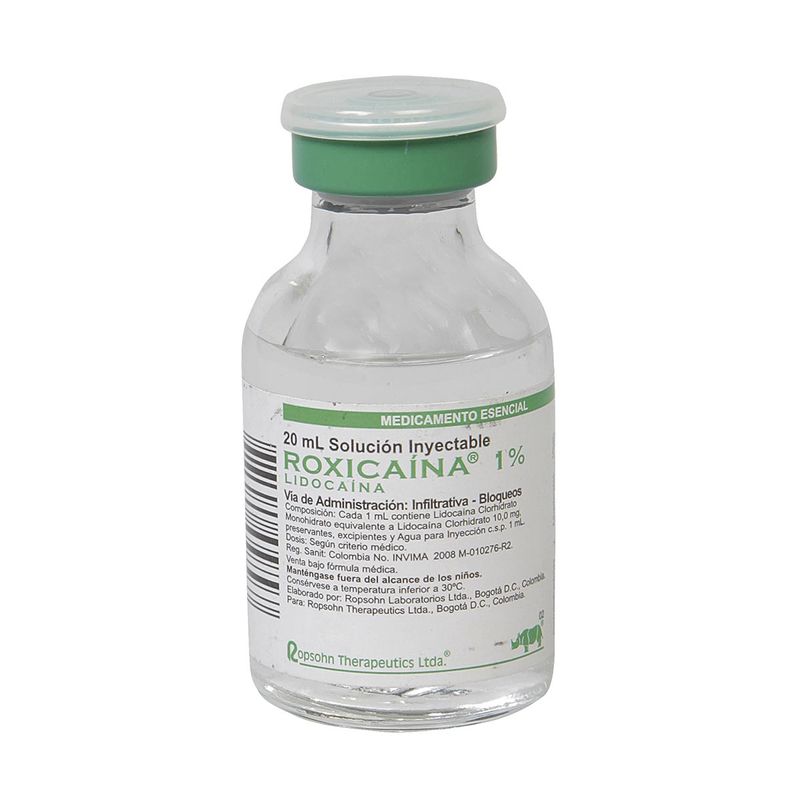 MEDICAMENTO ESENCIAL
20 mL Solución Inyectable
ROXICAÍNA® 1%
LIDOCAÍNA
Vía de Administración: Infiltrativa - Bloqueos
Composición: Cada 1 mL contiene Lidocaína Clorhidrato
Monohidrato equivalente a Lidocaína Clorhidrato 10,0 mg,
preservantes, excipientes y Agua para Inyección c.s.p. 1 mL.
Dosis: Según criterio médico.
Reg. Sanit: Colombia No. INVIMA 2008 M-010276-R2.
Venta bajo fórmula médica.
Manténgase fuera del alcance de los niños.
Consérvese a temperatura inferior a 30ºC.
Elaborado por: Ropsohn Laboratorios Ltda., Bogotá D.C., Colombia.
Para: Ropsohn Therapeutics Ltda., Bogotá D.C., Colombia.
02
Ropsohn Therapeutics Ltda.®